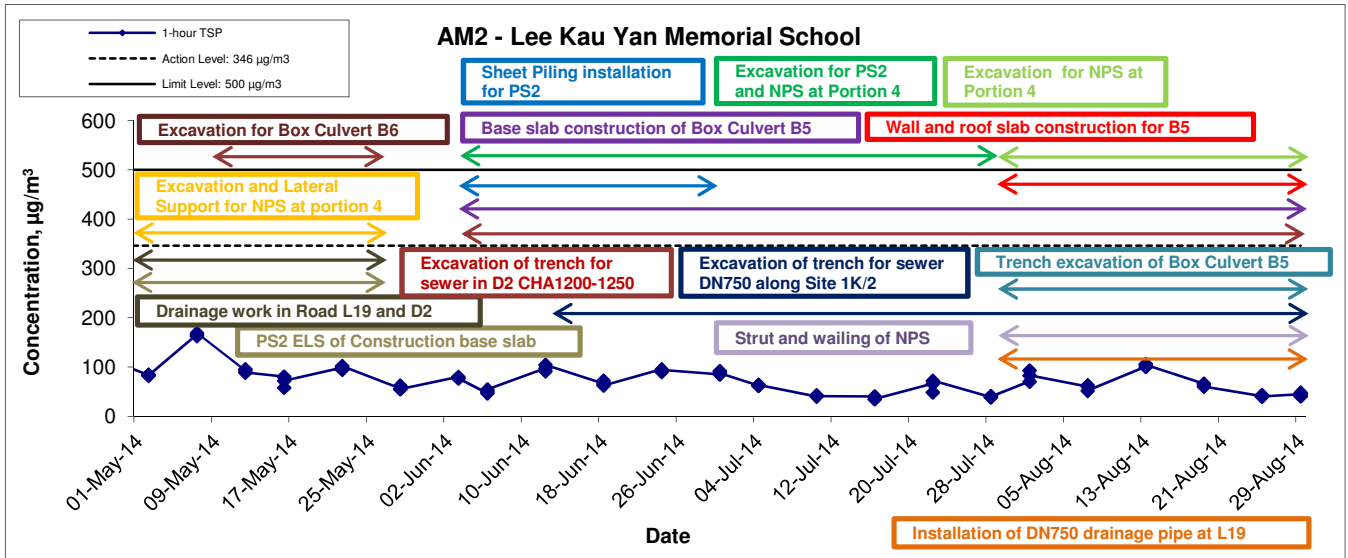 AM2 - Lee Kau Yan Memorial School
1-hour TSP
Action Level: 346 µg/m3
Limit Level: 500 µg/m3
Sheet Piling installation
for PS2
Excavation for PS2
and NPS at Portion 4
Excavation for NPS at
Portion 4
Excavation for Box Culvert B6
Base slab construction of Box Culvert B5
Wall and roof slab construction for B5
Excavation and Lateral
Support for NPS at portion 4
Excavation of trench for
sewer in D2 CHA1200-1250
Excavation of trench for sewer
DN750 along Site 1K/2
Trench excavation of Box Culvert B5
Drainage work in Road L19 and D2
PS2 ELS of Construction base slab
Strut and wailing of NPS
Concentration, µg/m³
600
500
400
300
200
100
0
01-May-14
09-May-14
17-May-14
25-May-14
02-Jun-14
10-Jun-14
18-Jun-14
26-Jun-14
04-Jul-14
12-Jul-14
20-Jul-14
28-Jul-14
05-Aug-14
13-Aug-14
21-Aug-14
29-Aug-14
Date
Installation of DN750 drainage pipe at L19